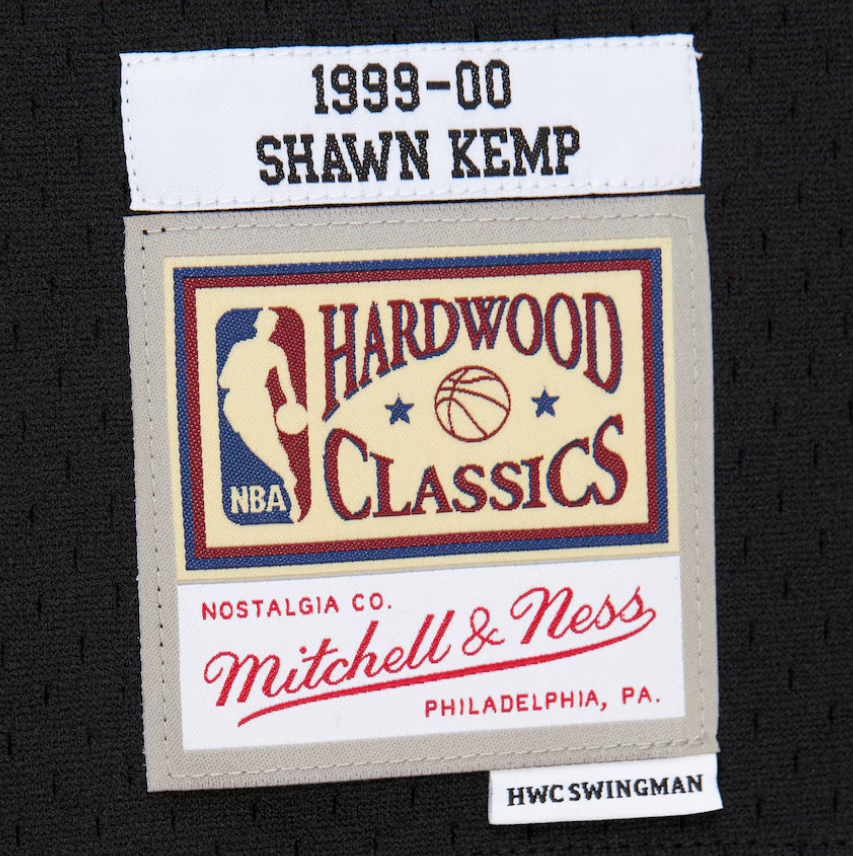 1999-00
SHAWN KEMP
HARDWOOD
CLASSICS
NBA
NOSTALGIA CO.
Mitchell & Ness
PHILADELPHIA, PA.
HWC SWINGMAN